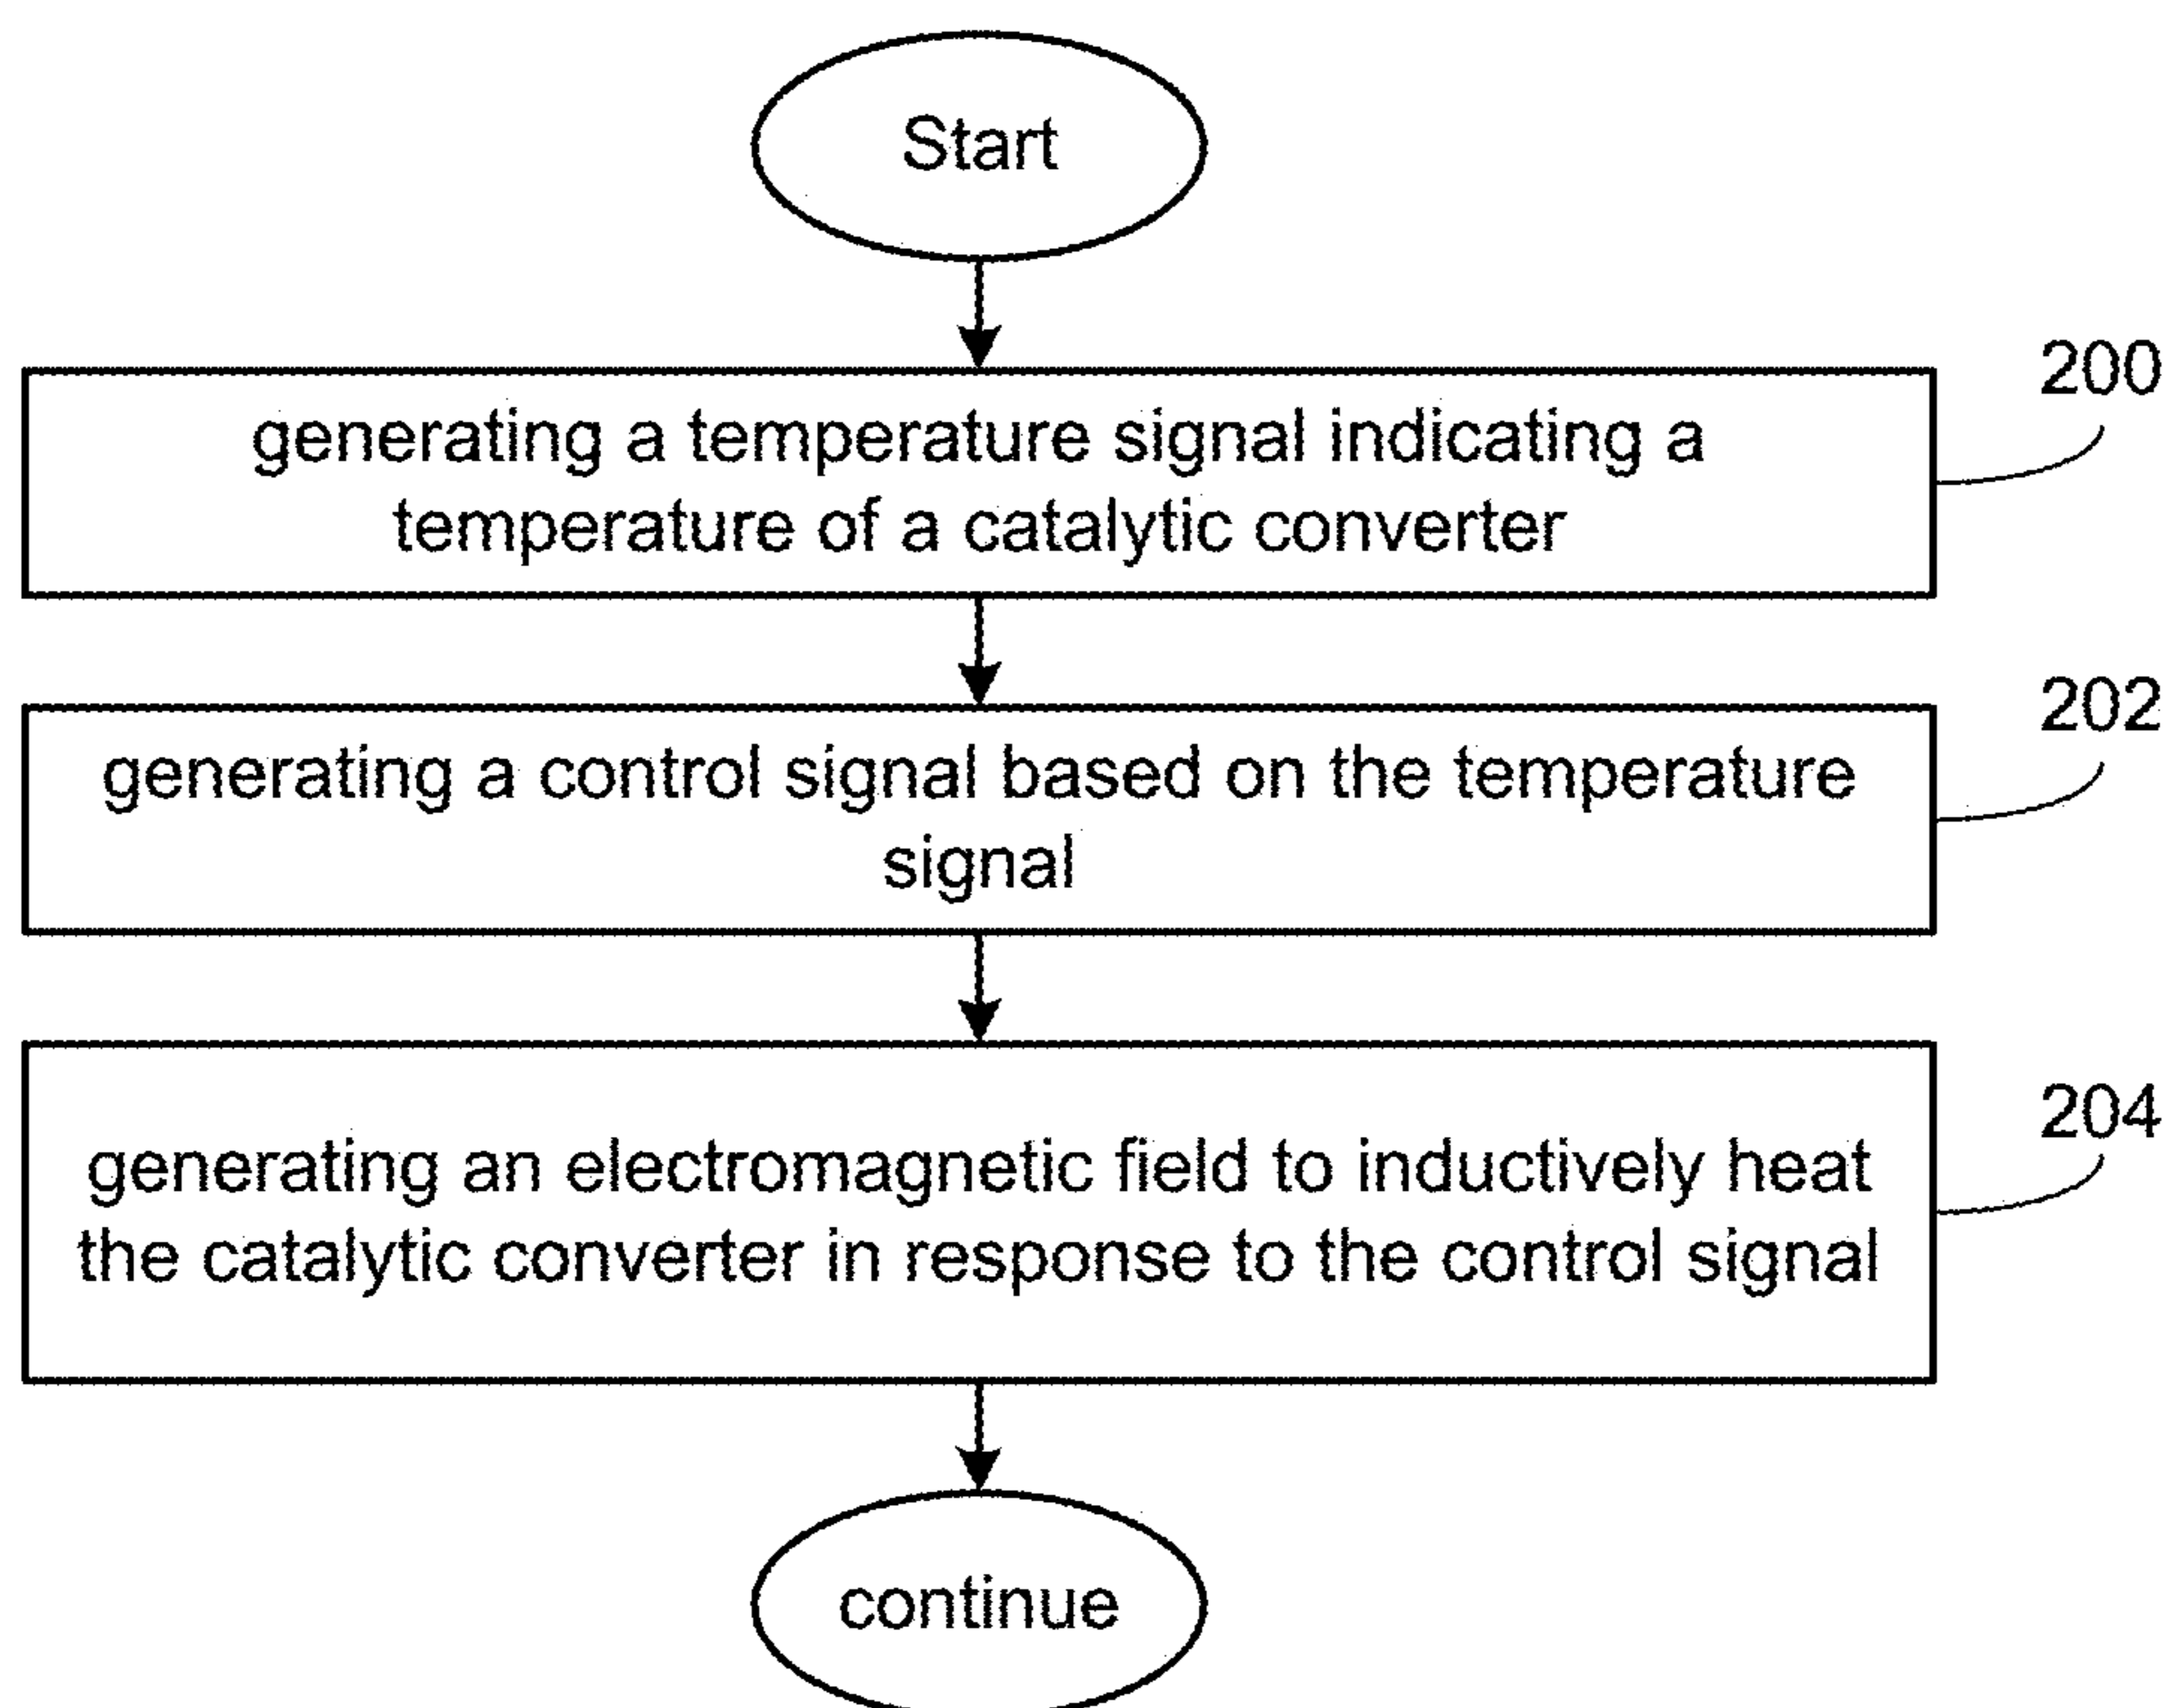 Start
200
generating a temperature signal indicating a
temperature of a catalytic converter
202
generating a control signal based on the temperature
signal
204
generating an electromagnetic field to inductively heat
the catalytic converter in response to the control signal
continue